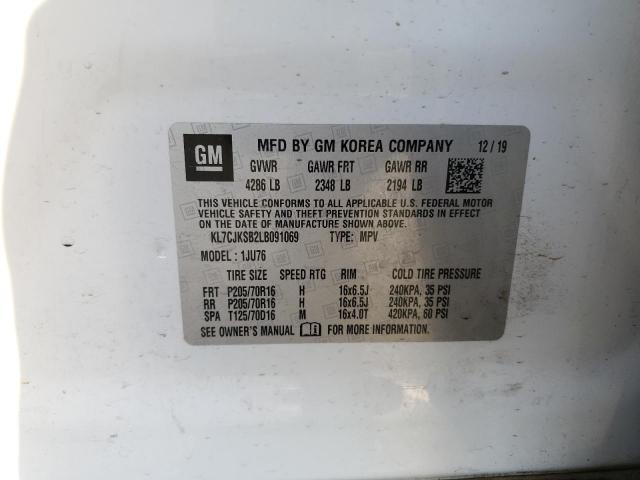 GM MFD BY GM KOREA COMPANY 12/19
GVWR GAWR FRT GAWR RR
4286 LB 2348 LB 2194 LB
THIS VEHICLE CONFORMS TO ALL APPLICABLE U.S. FEDERAL MOTOR
VEHICLE SAFETY AND THEFT PREVENTION STANDARDS IN EFFECT
ON THE DATE OF MANUFACTURE SHOWN ABOVE.
KL7CJKSB2LB091069 TYPE: MPV
MODEL: 1JU76
TIRE SIZE SPEED RTG RIM COLD TIRE PRESSURE
FRT P205/70R16 H 16x6.5J 240KPA, 35 PSI
RR P205/70R16 H 16x6.5J 240KPA, 35 PSI
SPA T125/70D16 M 16x4.0T 420KPA, 60 PSI
SEE OWNER'S MANUAL FOR MORE INFORMATION.